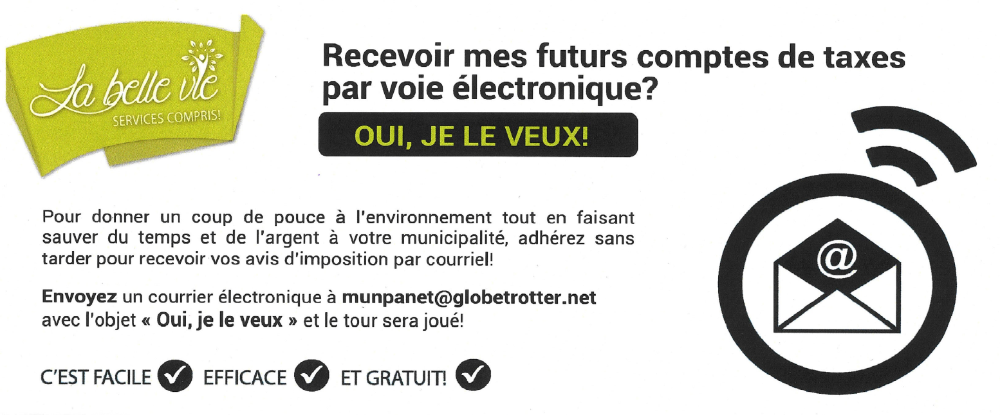 La belle vie
SERVICES COMPRIS!
Recevoir mes futurs comptes de taxes
par voie électronique?
OUI, JE LE VEUX!
Pour donner un coup de pouce à l'environnement tout en faisant
sauver du temps et de l'argent à votre municipalité, adhérez sans
tarder pour recevoir vos avis d'imposition par courriel!
Envoyez un courrier électronique à munpanet@globetrotter.net
avec l'objet « Oui, je le veux » et le tour sera joué!
@
C'EST FACILE EFFICACE ET GRATUIT!